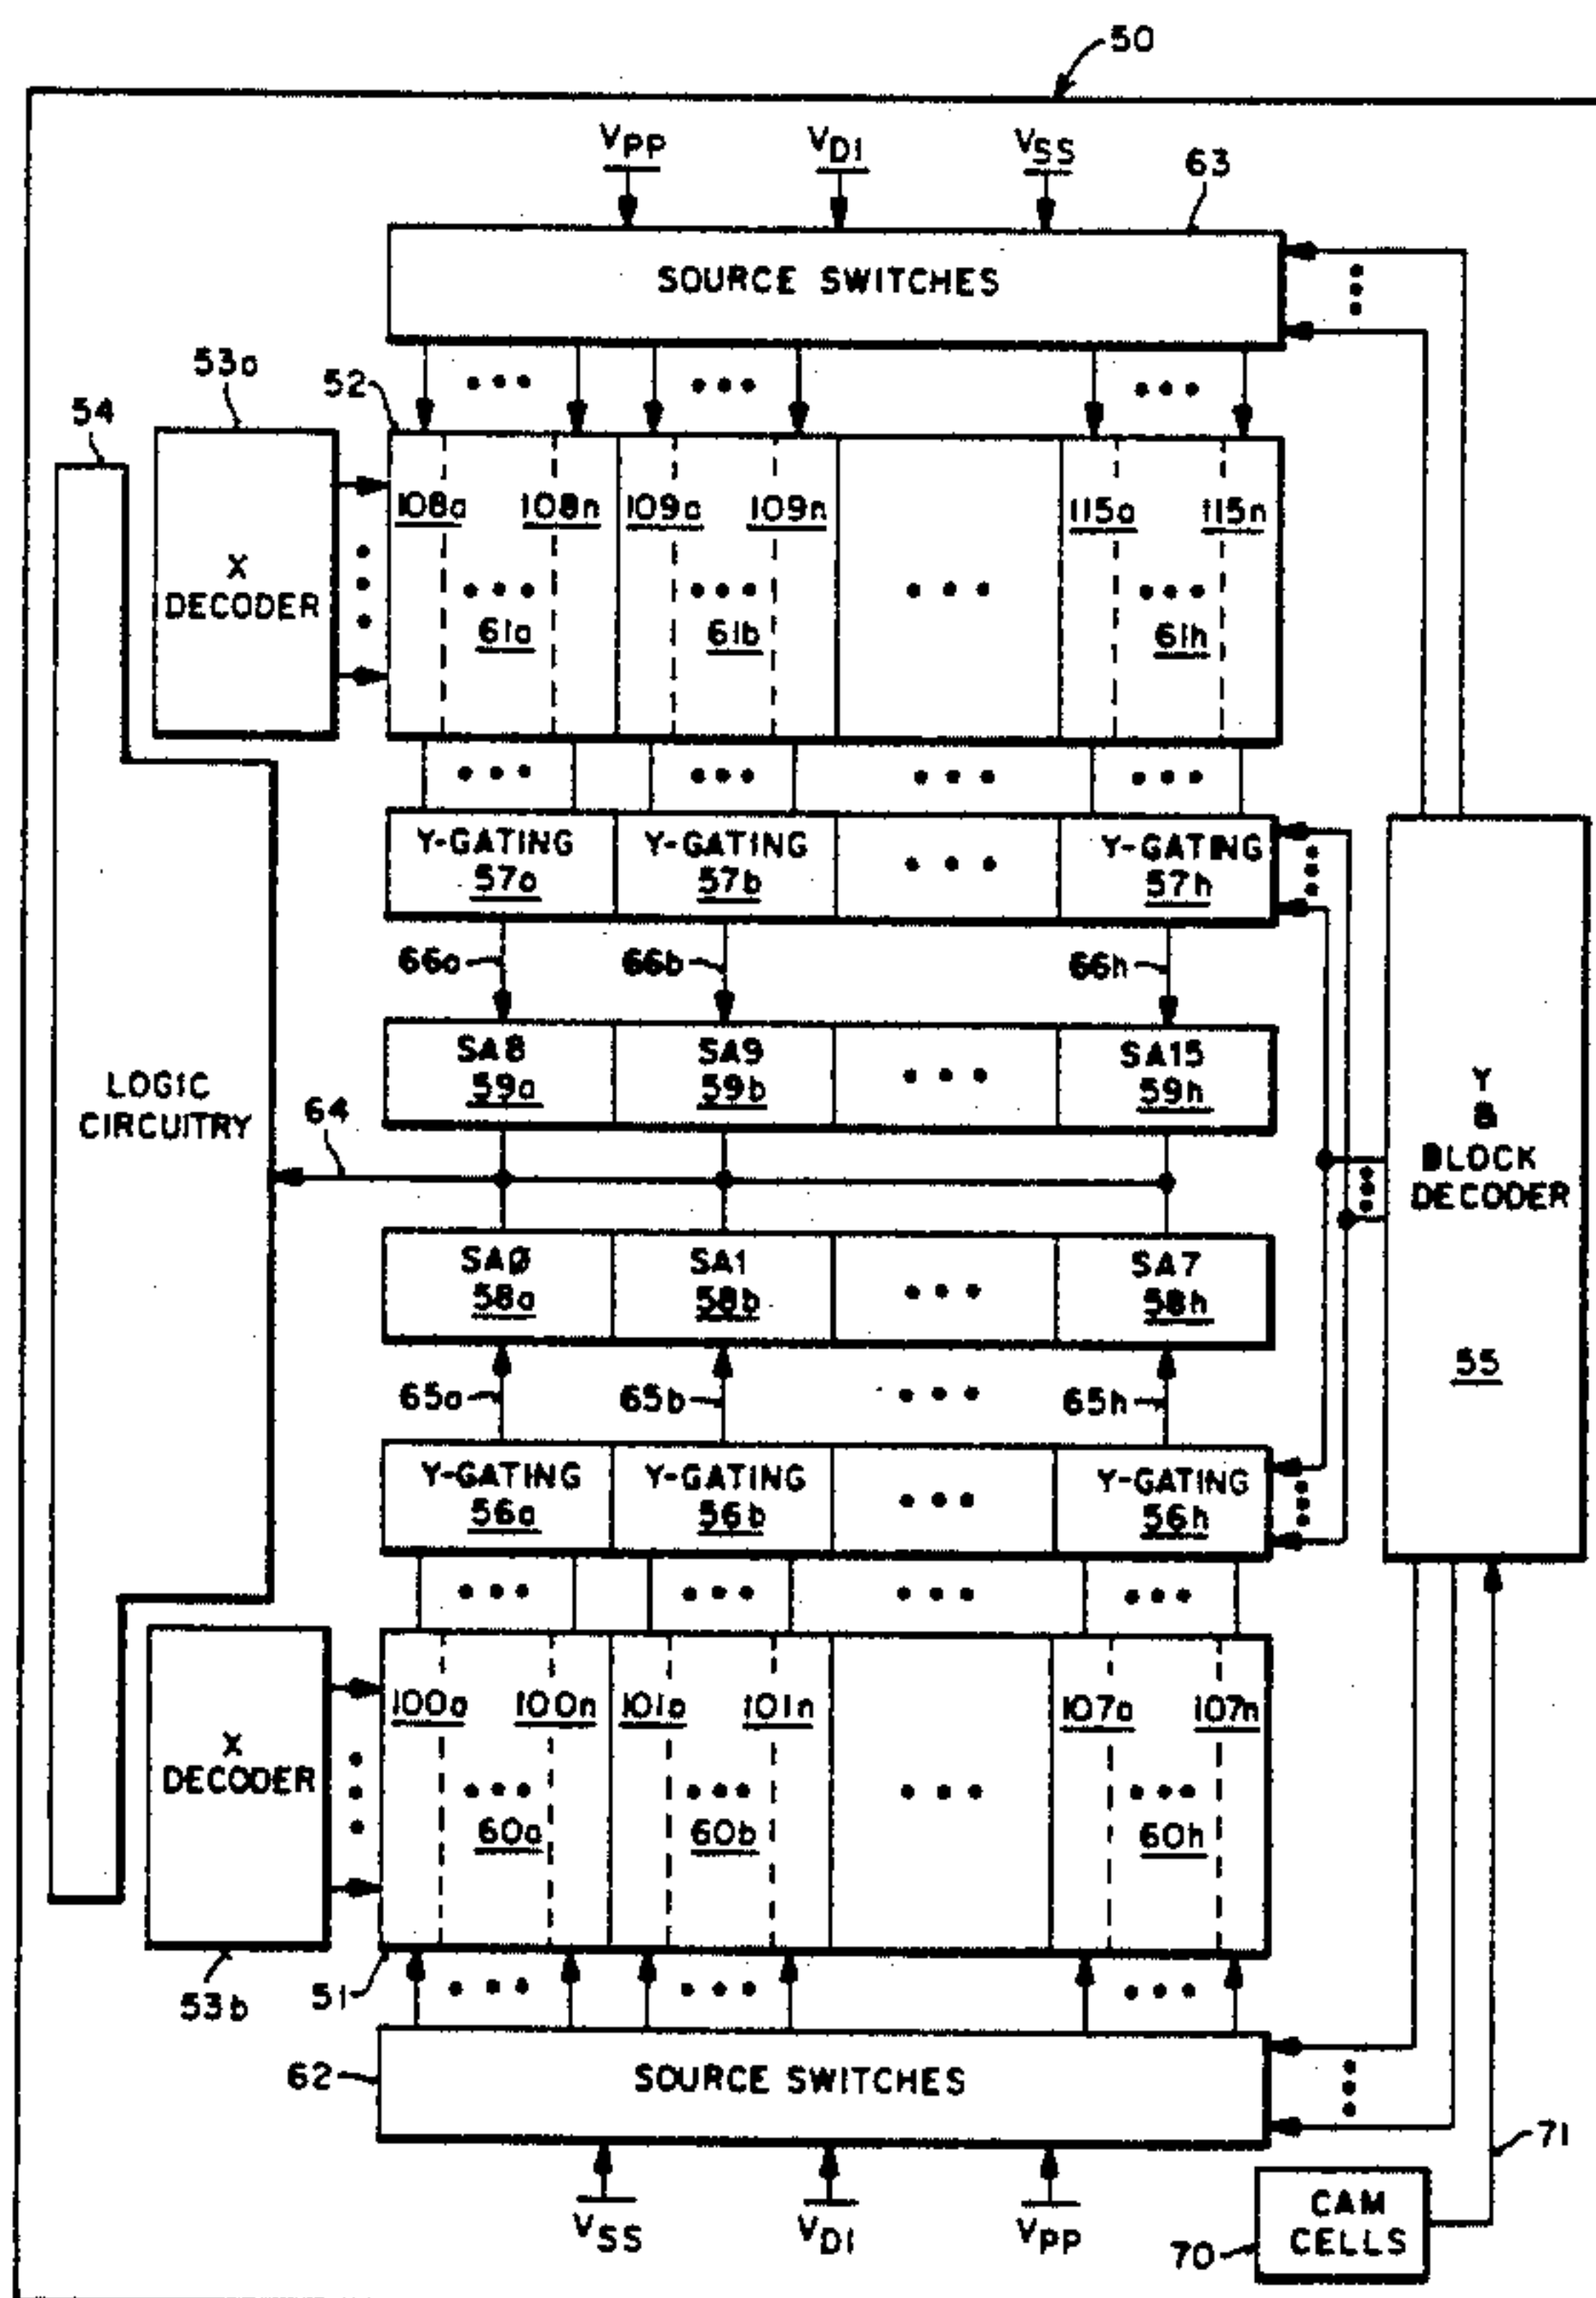 50
VPP VD1 VSS
63
SOURCE SWITCHES
53a
52
54
108a 108n 109a 109n 115a 115n
X
DECODER
61a 61b 61h
Y-GATING Y-GATING Y-GATING
57a 57b 57h
66a 66b 66h
SA8 SA9 SA15
59a 59b 59h
LOGIC
CIRCUITRY
64
Y
&
BLOCK
DECODER
SAØ SA1 SA7
58a 58b 58h
55
65a 65b 65h
Y-GATING Y-GATING Y-GATING
56a 56b 56h
100a 100n 101a 101n 107a 107n
X
DECODER
60a 60b 60h
53b
51
62
SOURCE SWITCHES
71
VSS VD1 VPP
CAM
CELLS
70